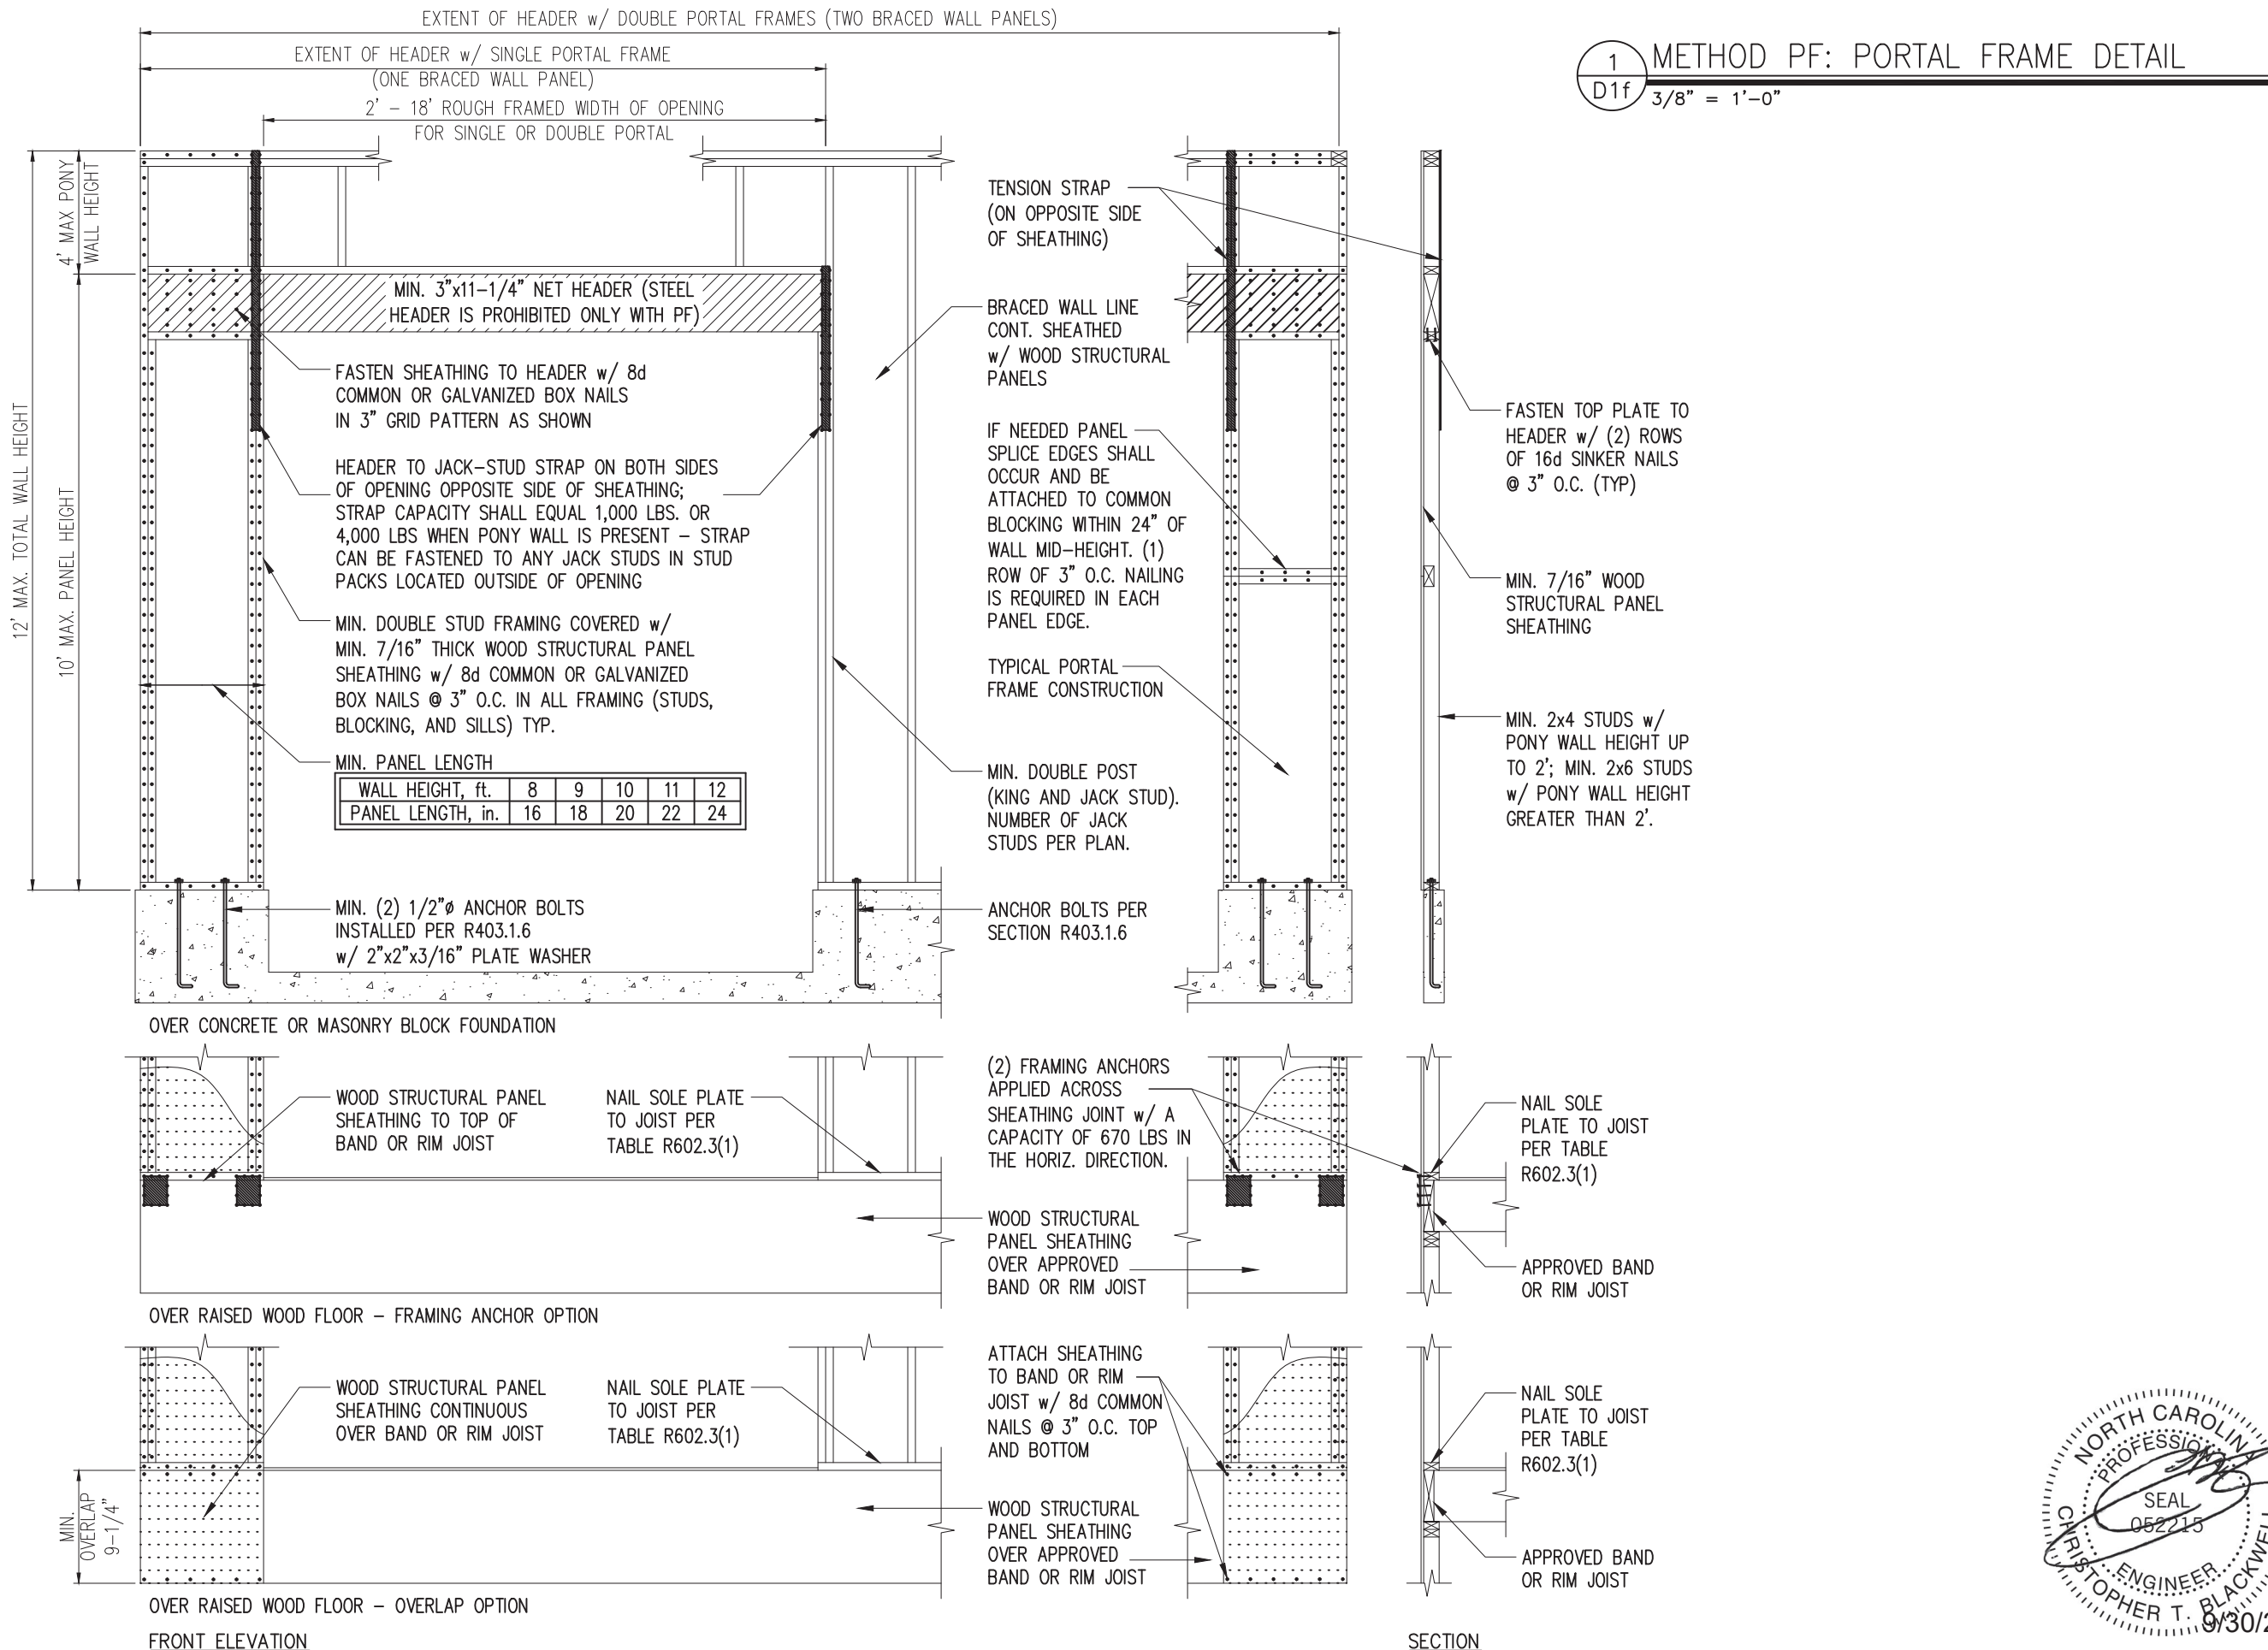 EXTENT OF HEADER w/ DOUBLE PORTAL FRAMES (TWO BRACED WALL PANELS)
EXTENT OF HEADER w/ SINGLE PORTAL FRAME
(ONE BRACED WALL PANEL)
2' - 18' ROUGH FRAMED WIDTH OF OPENING
FOR SINGLE OR DOUBLE PORTAL
1
D1f
METHOD PF: PORTAL FRAME DETAIL
3/8" = 1'-0"
12' MAX. TOTAL WALL HEIGHT
4' MAX PONY
WALL HEIGHT
10' MAX. PANEL HEIGHT
MIN. 3"x11-1/4" NET HEADER (STEEL
HEADER IS PROHIBITED ONLY WITH PF)
FASTEN SHEATHING TO HEADER w/ 8d
COMMON OR GALVANIZED BOX NAILS
IN 3" GRID PATTERN AS SHOWN
HEADER TO JACK-STUD STRAP ON BOTH SIDES
OF OPENING OPPOSITE SIDE OF SHEATHING;
STRAP CAPACITY SHALL EQUAL 1,000 LBS. OR
4,000 LBS WHEN PONY WALL IS PRESENT - STRAP
CAN BE FASTENED TO ANY JACK STUDS IN STUD
PACKS LOCATED OUTSIDE OF OPENING
MIN. DOUBLE STUD FRAMING COVERED w/
MIN. 7/16" THICK WOOD STRUCTURAL PANEL
SHEATHING w/ 8d COMMON OR GALVANIZED
BOX NAILS @ 3" O.C. IN ALL FRAMING (STUDS,
BLOCKING, AND SILLS) TYP.
MIN. PANEL LENGTH
WALL HEIGHT, ft. 8 9 10 11 12
PANEL LENGTH, in. 16 18 20 22 24
MIN. (2) 1/2"ø ANCHOR BOLTS
INSTALLED PER R403.1.6
w/ 2"x2"x3/16" PLATE WASHER
TENSION STRAP
(ON OPPOSITE SIDE
OF SHEATHING)
BRACED WALL LINE
CONT. SHEATHED
w/ WOOD STRUCTURAL
PANELS
IF NEEDED PANEL
SPLICE EDGES SHALL
OCCUR AND BE
ATTACHED TO COMMON
BLOCKING WITHIN 24" OF
WALL MID-HEIGHT. (1)
ROW OF 3" O.C. NAILING
IS REQUIRED IN EACH
PANEL EDGE.
TYPICAL PORTAL
FRAME CONSTRUCTION
MIN. DOUBLE POST
(KING AND JACK STUD).
NUMBER OF JACK
STUDS PER PLAN.
ANCHOR BOLTS PER
SECTION R403.1.6
FASTEN TOP PLATE TO
HEADER w/ (2) ROWS
OF 16d SINKER NAILS
@ 3" O.C. (TYP)
MIN. 7/16" WOOD
STRUCTURAL PANEL
SHEATHING
MIN. 2x4 STUDS w/
PONY WALL HEIGHT UP
TO 2'; MIN. 2x6 STUDS
w/ PONY WALL HEIGHT
GREATER THAN 2'.
OVER CONCRETE OR MASONRY BLOCK FOUNDATION
WOOD STRUCTURAL PANEL
SHEATHING TO TOP OF
BAND OR RIM JOIST
NAIL SOLE PLATE
TO JOIST PER
TABLE R602.3(1)
(2) FRAMING ANCHORS
APPLIED ACROSS
SHEATHING JOINT w/ A
CAPACITY OF 670 LBS IN
THE HORIZ. DIRECTION.
WOOD STRUCTURAL
PANEL SHEATHING
OVER APPROVED
BAND OR RIM JOIST
NAIL SOLE
PLATE TO JOIST
PER TABLE
R602.3(1)
APPROVED BAND
OR RIM JOIST
OVER RAISED WOOD FLOOR - FRAMING ANCHOR OPTION
MIN.
OVERLAP
9-1/4"
WOOD STRUCTURAL PANEL
SHEATHING CONTINUOUS
OVER BAND OR RIM JOIST
NAIL SOLE PLATE
TO JOIST PER
TABLE R602.3(1)
ATTACH SHEATHING
TO BAND OR RIM
JOIST w/ 8d COMMON
NAILS @ 3" O.C. TOP
AND BOTTOM
WOOD STRUCTURAL
PANEL SHEATHING
OVER APPROVED
BAND OR RIM JOIST
NAIL SOLE
PLATE TO JOIST
PER TABLE
R602.3(1)
APPROVED BAND
OR RIM JOIST
OVER RAISED WOOD FLOOR - OVERLAP OPTION
FRONT ELEVATION
SECTION
NORTH CAROLINA
PROFESSIONAL
SEAL
052215
ENGINEER
CHRISTOPHER T. BLACKWELL